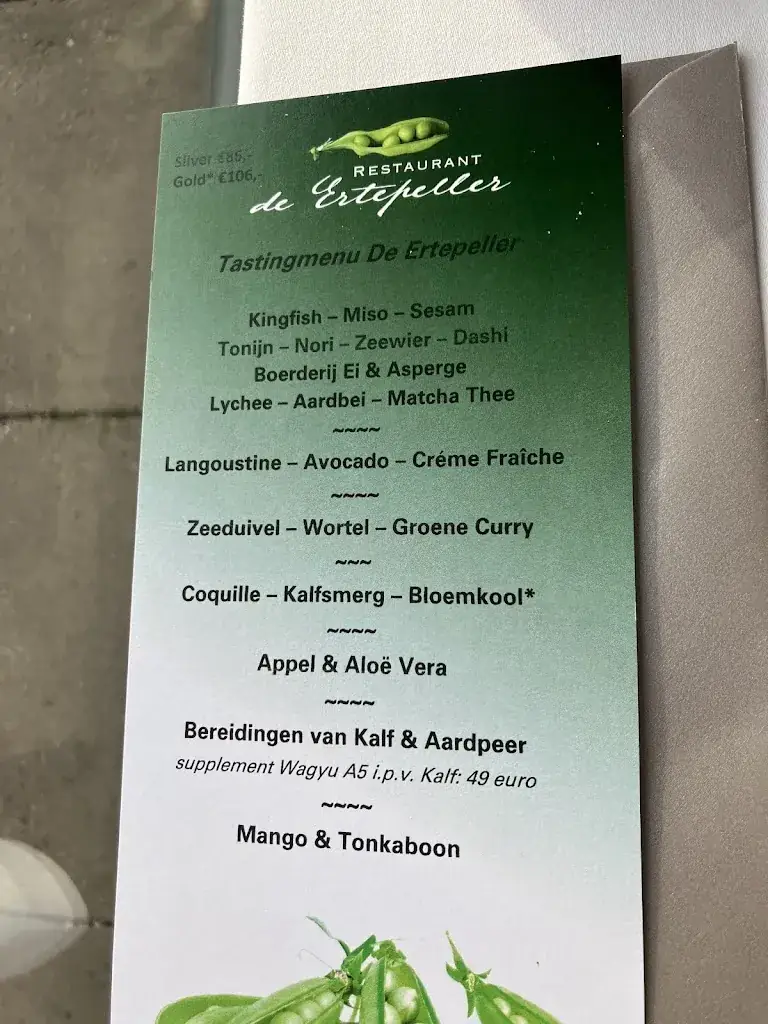 Silver €86,-
Gold* €106,-
RESTAURANT
de Ertepeller
Tastingmenu De Ertepeller
Kingfish – Miso – Sesam
Tonijn – Nori – Zeewier – Dashi
Boerderij Ei & Asperge
Lychee – Aardbei – Matcha Thee
~~~~
Langoustine – Avocado – Créme Fraîche
~~~~
Zeeduivel – Wortel – Groene Curry
~~~
Coquille – Kalfsmerg – Bloemkool*
~~~~
Appel & Aloë Vera
~~~~
Bereidingen van Kalf & Aardpeer
supplement Wagyu A5 i.p.v. Kalf: 49 euro
~~~~
Mango & Tonkaboon